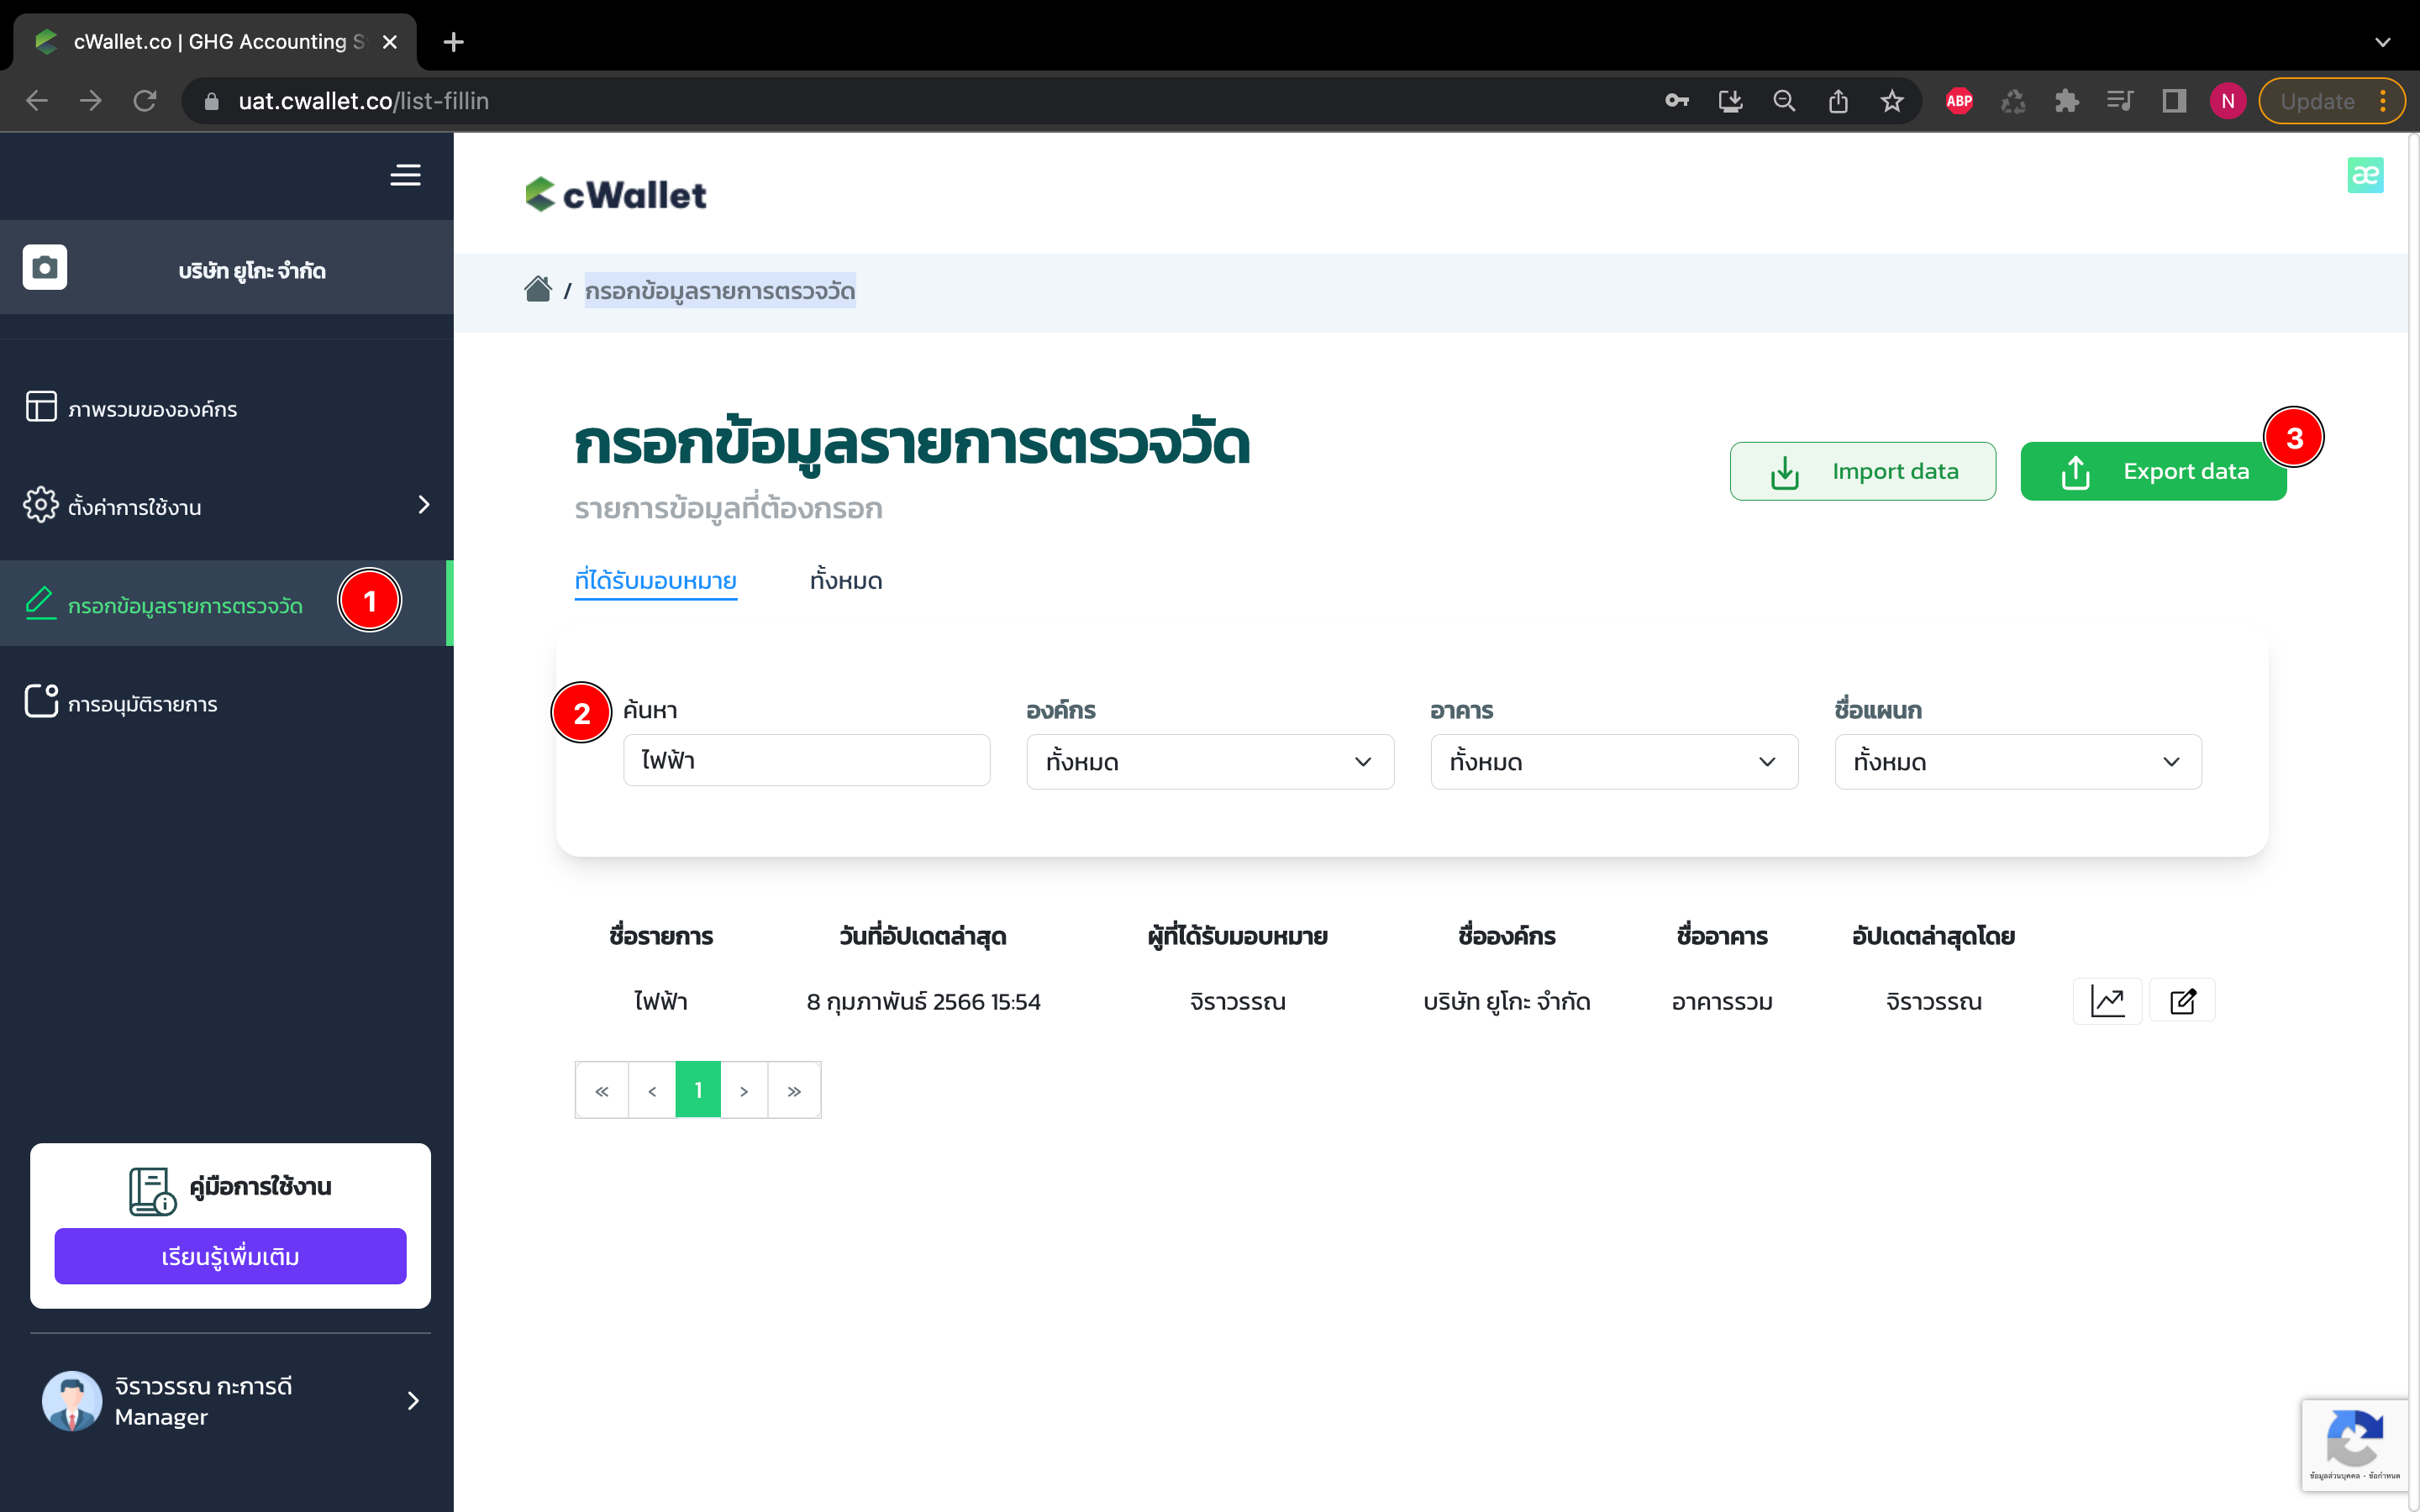 cWallet.co | GHG Accounting S
uat.cwallet.co/list-fillin
ABP
N
Update
cWallet
æ
บริษัท ยูโกะ จำกัด
/ กรอกข้อมูลรายการตรวจวัด
ภาพรวมขององค์กร
ตั้งค่าการใช้งาน
กรอกข้อมูลรายการตรวจวัด
1
การอนุมัติรายการ
คู่มือการใช้งาน
เรียนรู้เพิ่มเติม
จิราวรรณ กะการดี
Manager
กรอกข้อมูลรายการตรวจวัด
รายการข้อมูลที่ต้องกรอก
Import data
Export data
3
ที่ได้รับมอบหมาย ทั้งหมด
2
ค้นหา องค์กร อาคาร ชื่อแผนก
ไฟฟ้า ทั้งหมด ทั้งหมด ทั้งหมด
ชื่อรายการ วันที่อัปเดตล่าสุด ผู้ที่ได้รับมอบหมาย ชื่อองค์กร ชื่ออาคาร อัปเดตล่าสุดโดย
ไฟฟ้า 8 กุมภาพันธ์ 2566 15:54 จิราวรรณ บริษัท ยูโกะ จำกัด อาคารรวม จิราวรรณ
« < 1 > »
ข้อมูลส่วนบุคคล - ข้อกำหนด